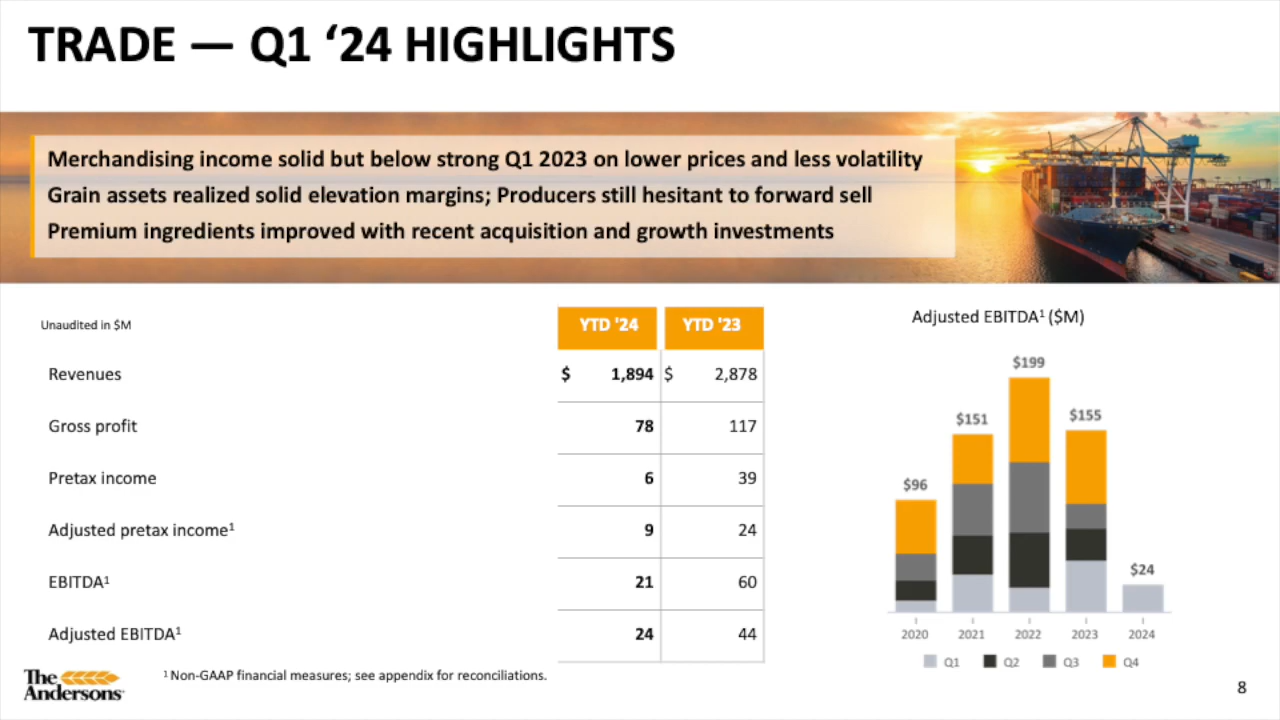 TRADE — Q1 ‘24 HIGHLIGHTS
Merchandising income solid but below strong Q1 2023 on lower prices and less volatility
Grain assets realized solid elevation margins; Producers still hesitant to forward sell
Premium ingredients improved with recent acquisition and growth investments
Unaudited in $M
YTD '24 YTD '23
Revenues $ 1,894 $ 2,878
Gross profit 78 117
Pretax income 6 39
Adjusted pretax income¹ 9 24
EBITDA¹ 21 60
Adjusted EBITDA¹ 24 44
Adjusted EBITDA¹ ($M)
$199
$151
$155
$96
$24
2020 2021 2022 2023 2024
Q1 Q2 Q3 Q4
The
Andersons
¹ Non-GAAP financial measures; see appendix for reconciliations.
8